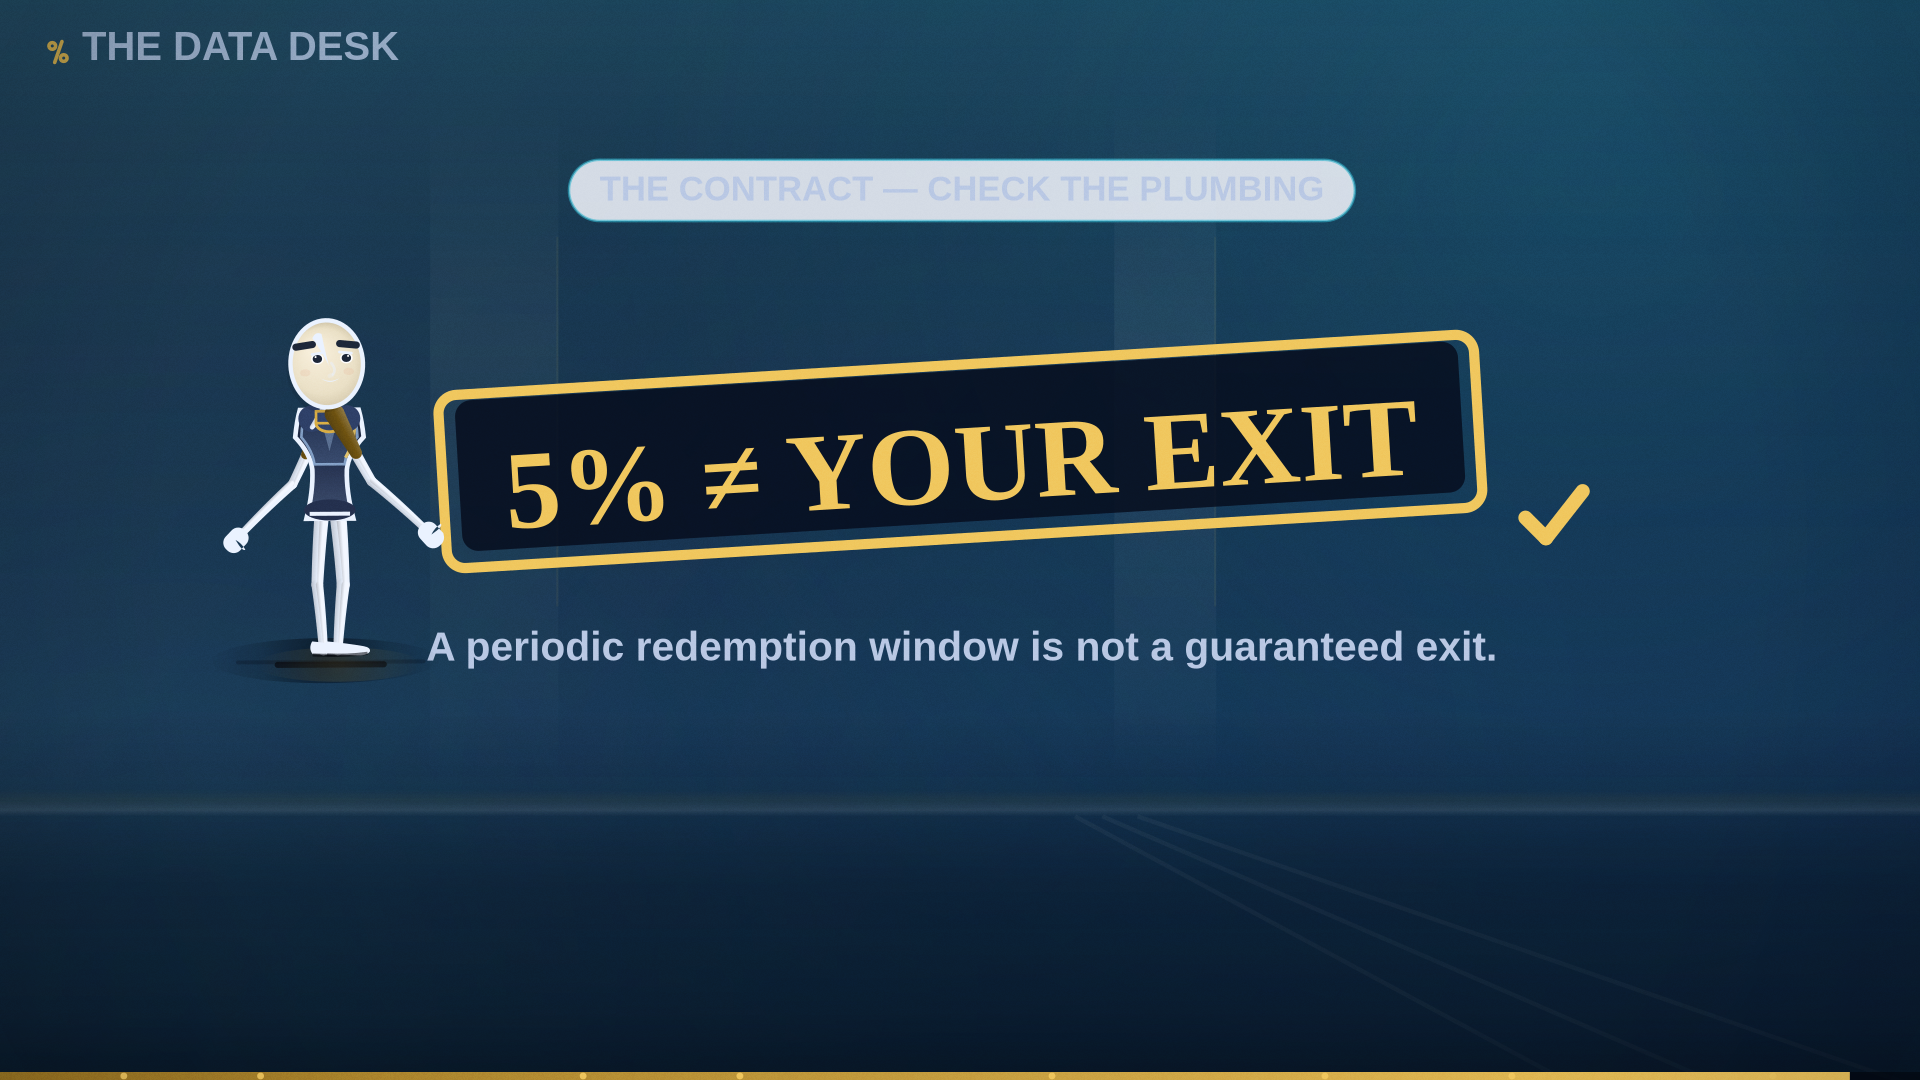 % THE DATA DESK
THE CONTRACT — CHECK THE PLUMBING
5% ≠ YOUR EXIT
A periodic redemption window is not a guaranteed exit.